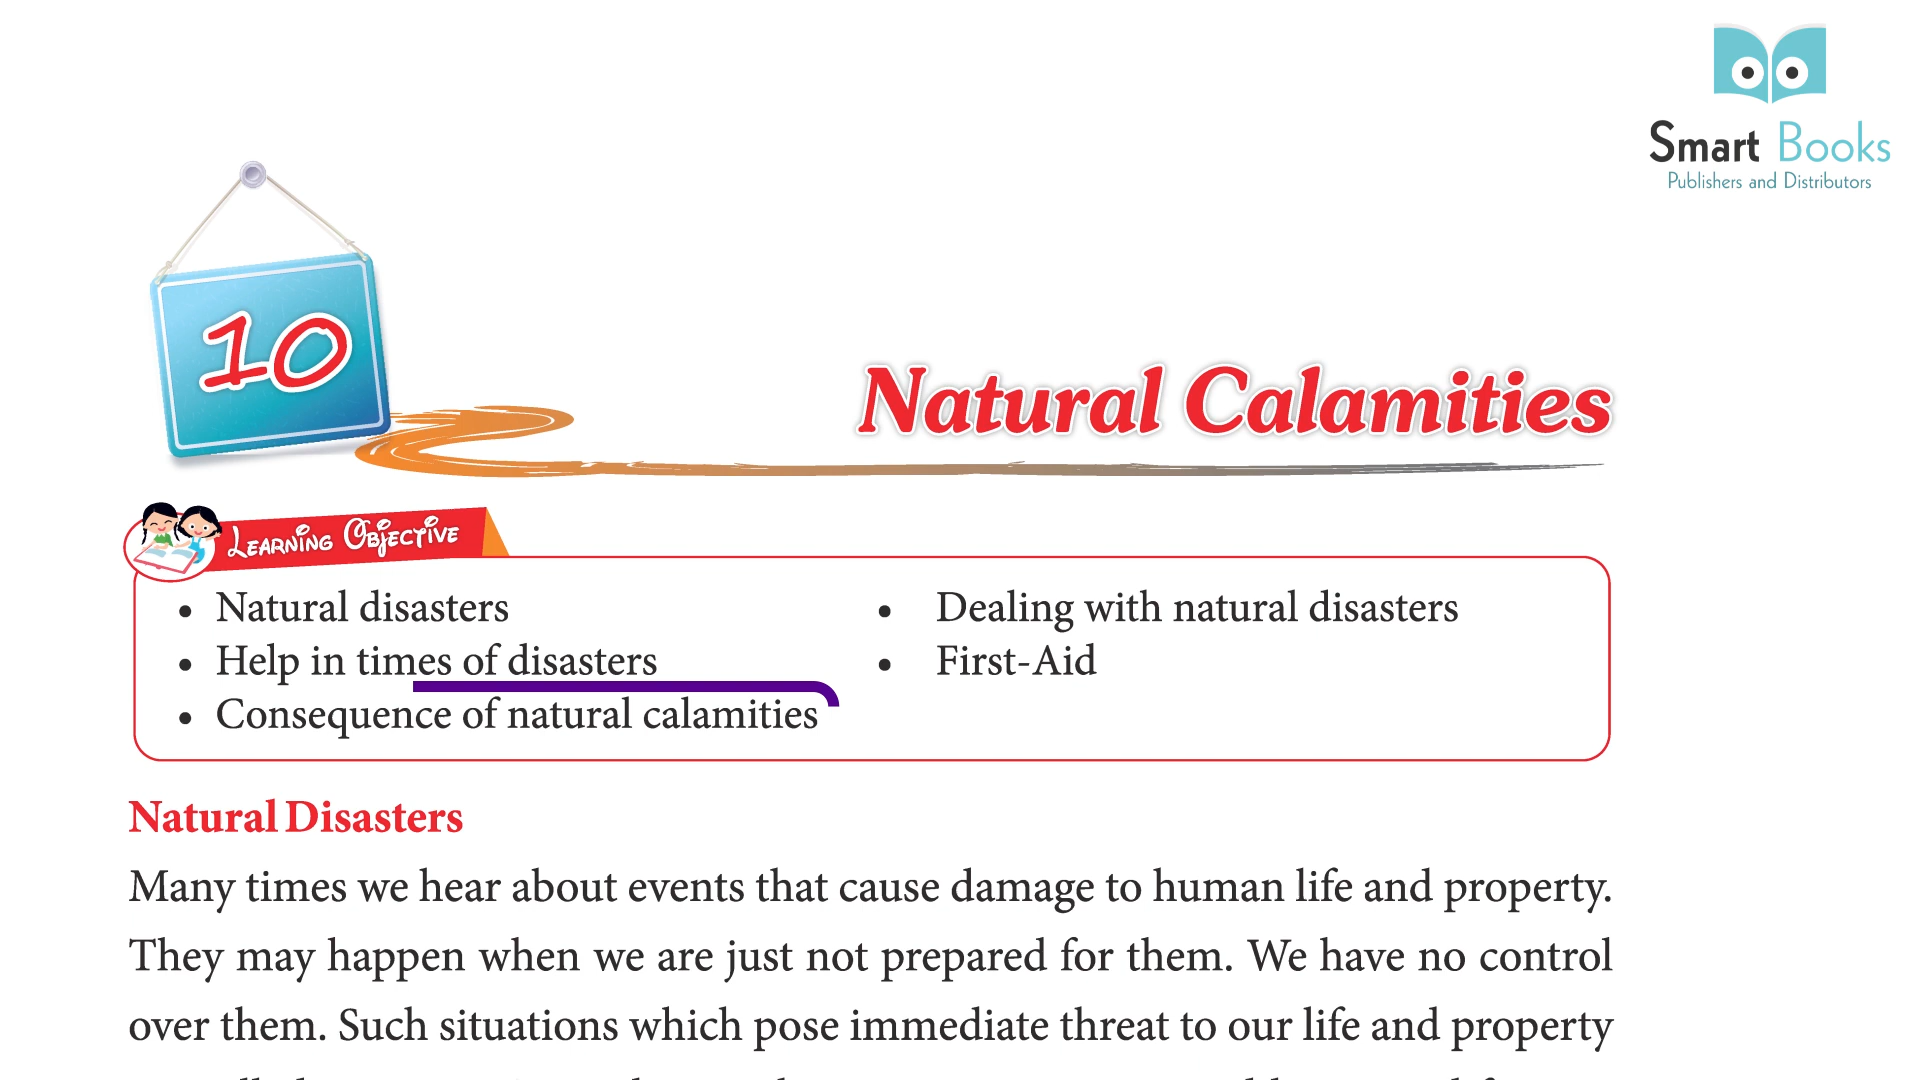 Smart Books
Publishers and Distributors
10
Natural Calamities
Learning Objective
• Natural disasters
• Help in times of disasters
• Consequence of natural calamities
• Dealing with natural disasters
• First-Aid
Natural Disasters
Many times we hear about events that cause damage to human life and property.
They may happen when we are just not prepared for them. We have no control
over them. Such situations which pose immediate threat to our life and property